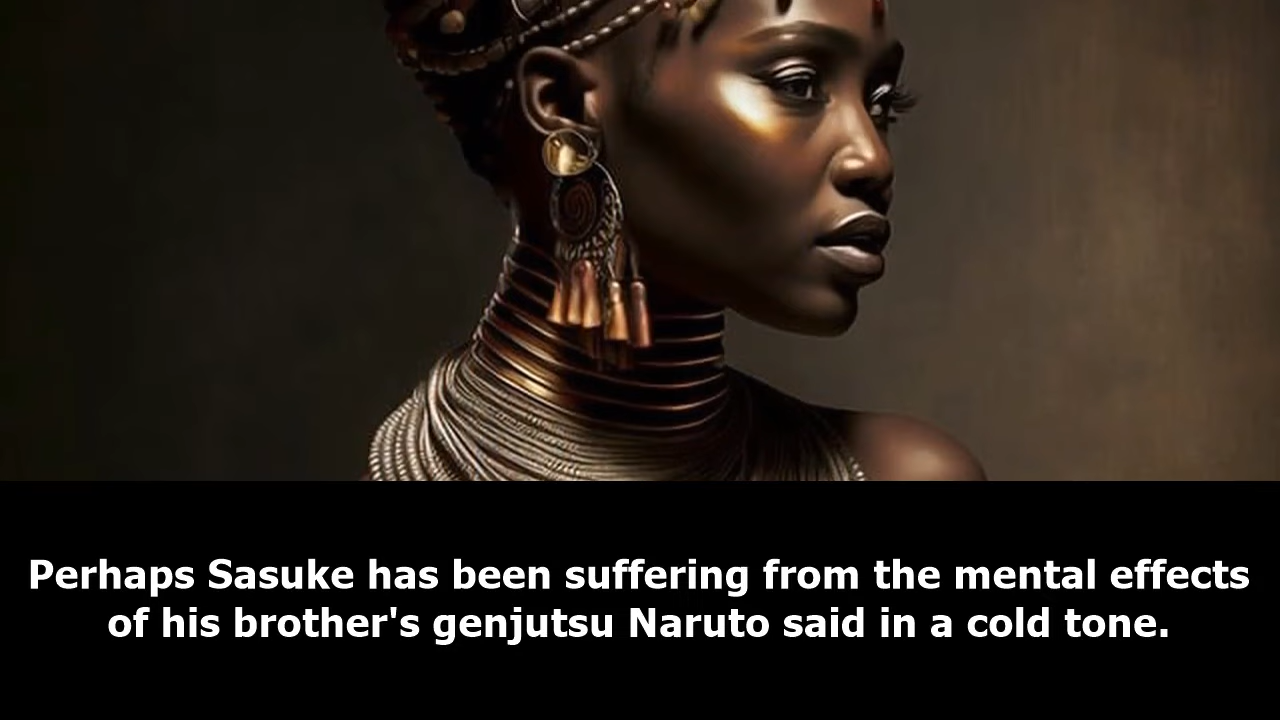 Perhaps Sasuke has been suffering from the mental effects
of his brother's genjutsu Naruto said in a cold tone.